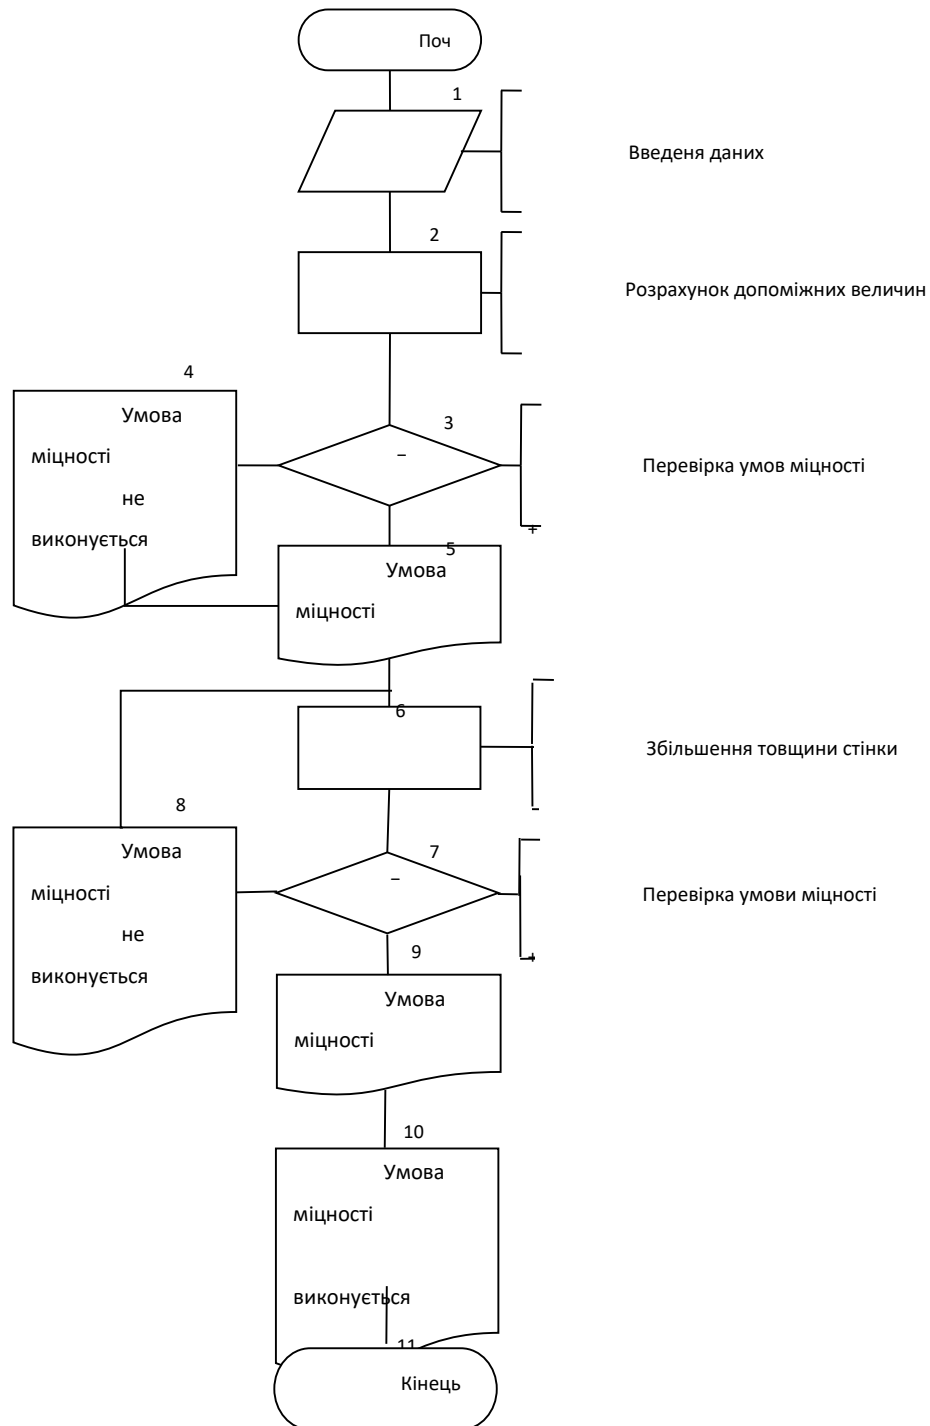 Поч
1
Введеня даних
2
Розрахунок допоміжних величин
4
Умова
міцності
не
виконується
3
–
Перевірка умов міцності
+
5
Умова
міцності
6
Збільшення товщини стінки
8
Умова
міцності
не
виконується
7
–
Перевірка умови міцності
+
9
Умова
міцності
10
Умова
міцності
виконується
11
Кінець